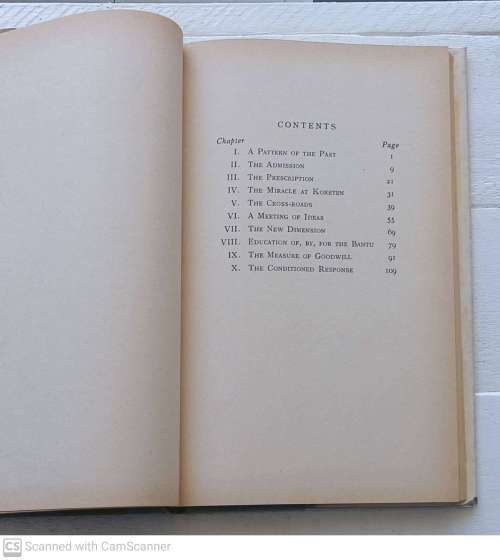 CONTENTS
Chapter Page
I. A Pattern of the Past 1
II. The Admission 9
III. The Prescription 21
IV. The Miracle at Korsten 31
V. The Cross-roads 39
VI. A Meeting of Ideas 55
VII. The New Dimension 69
VIII. Education of, by, for the Bantu 79
IX. The Measure of Goodwill 91
X. The Conditioned Response 109
CS Scanned with CamScanner